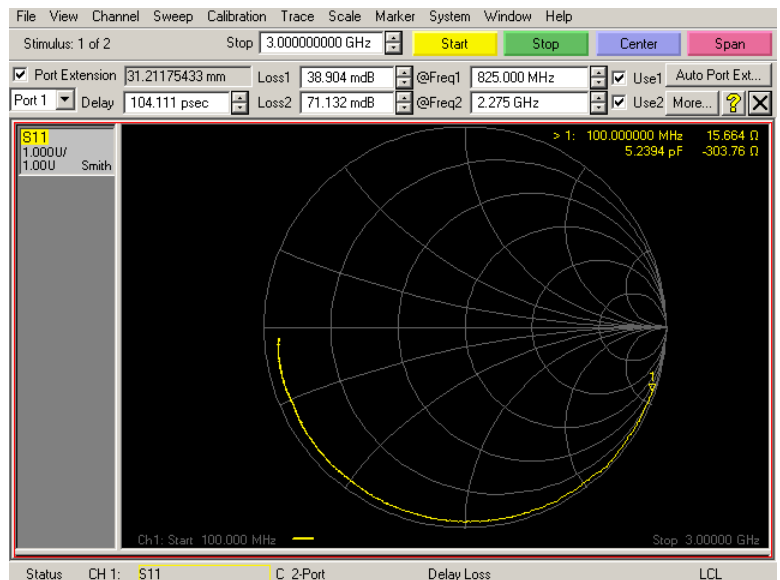 File View Channel Sweep Calibration Trace Scale Marker System Window Help
Stimulus: 1 of 2 Stop 3.000000000 GHz Start Stop Center Span
Port Extension 31.21175433 mm Loss1 38.904 mdB @Freq1 825.000 MHz Use1 Auto Port Ext...
Port 1 Delay 104.111 psec Loss2 71.132 mdB @Freq2 2.275 GHz Use2 More... ?
S11
1.000U/
1.00U Smith
> 1: 100.000000 MHz 15.664 Ω
5.2394 pF -303.76 Ω
1
Ch1: Start 100.000 MHz Stop 3.00000 GHz
Status CH 1: S11 C 2-Port Delay Loss LCL